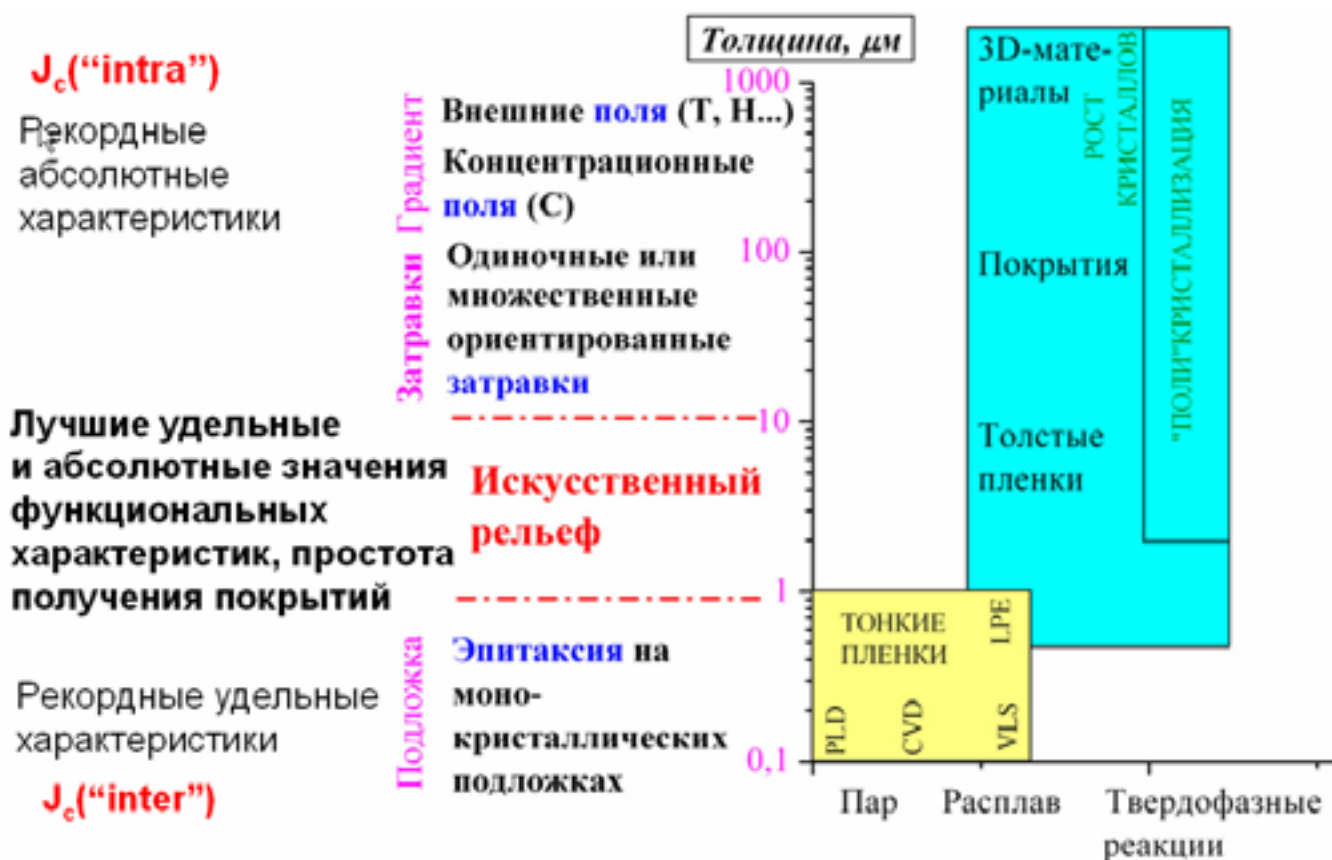 J_c("intra")
Рекордные
абсолютные
характеристики
Лучшие удельные
и абсолютные значения
функциональных
характеристик, простота
получения покрытий
Рекордные удельные
характеристики
J_c("inter")
Градиент
Внешние поля (T, H...)
Концентрационные
поля (C)
Затравки
Одиночные или
множественные
ориентированные
затравки
Искусственный
рельеф
Подложка
Эпитаксия на
моно-
кристаллических
подложках
Толщина, μм
1000
100
10
1
0,1
3D-мате-
риалы
РОСТ
КРИСТАЛЛОВ
"ПОЛИ"КРИСТАЛЛИЗАЦИЯ
Покрытия
Толстые
пленки
ТОНКИЕ
ПЛЕНКИ
LPE
PLD
CVD
VLS
Пар
Расплав
Твердофазные
реакции